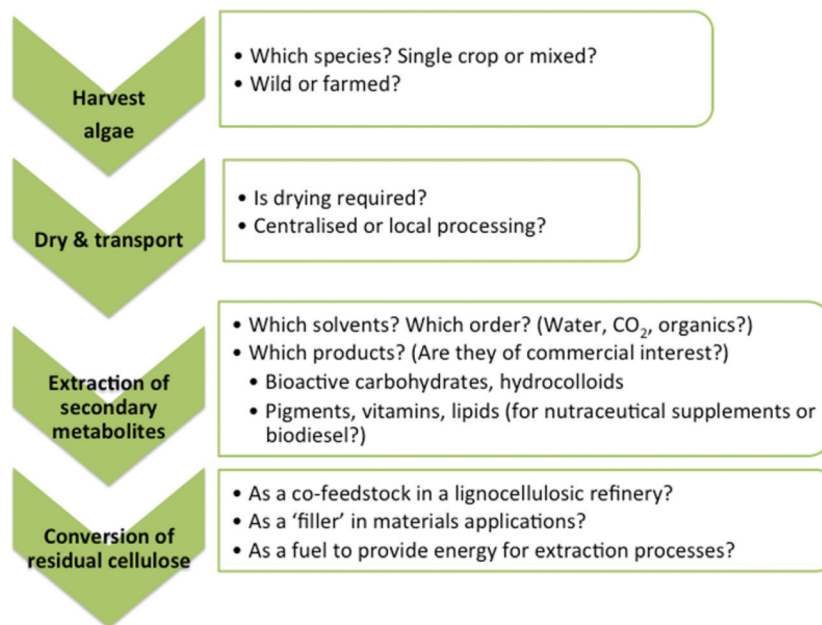 Harvest
algae
• Which species? Single crop or mixed?
• Wild or farmed?
Dry & transport
• Is drying required?
• Centralised or local processing?
Extraction of
secondary
metabolites
• Which solvents? Which order? (Water, CO₂, organics?)
• Which products? (Are they of commercial interest?)
• Bioactive carbohydrates, hydrocolloids
• Pigments, vitamins, lipids (for nutraceutical supplements or
biodiesel?)
Conversion of
residual cellulose
• As a co-feedstock in a lignocellulosic refinery?
• As a ‘filler’ in materials applications?
• As a fuel to provide energy for extraction processes?